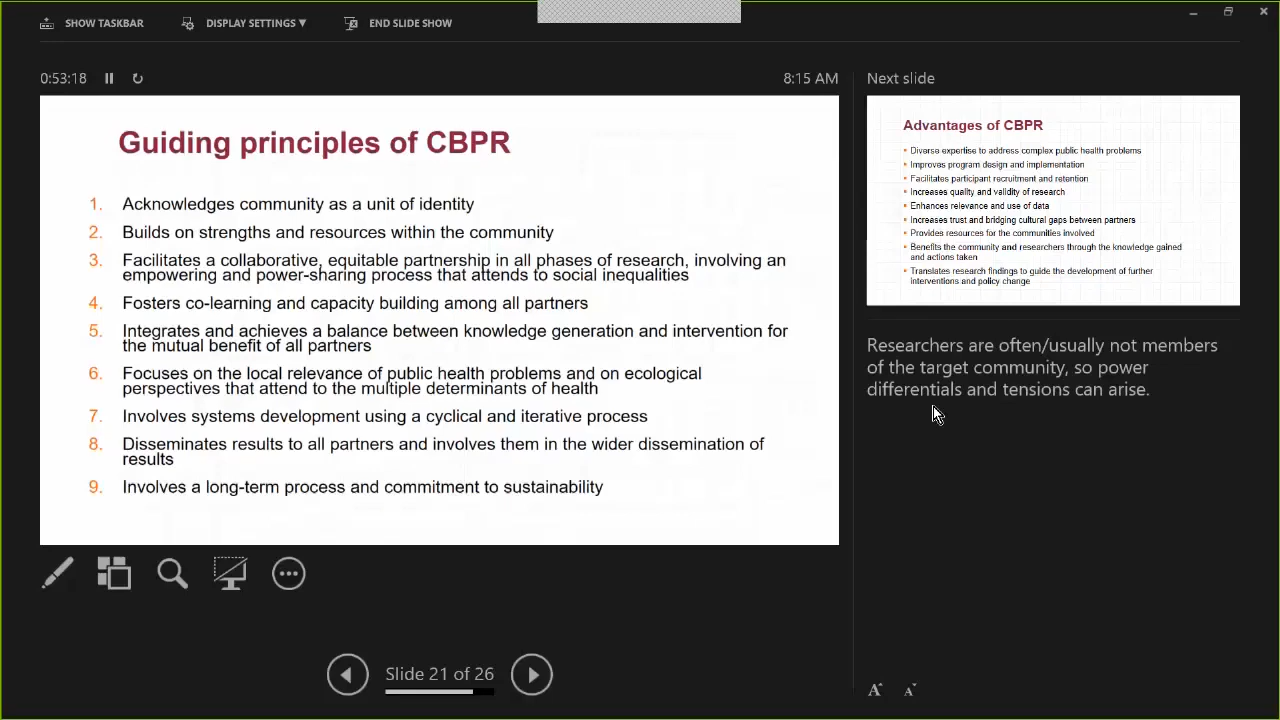 SHOW TASKBAR DISPLAY SETTINGS ▼ END SLIDE SHOW
0:53:18
8:15 AM
Guiding principles of CBPR
1. Acknowledges community as a unit of identity
2. Builds on strengths and resources within the community
3. Facilitates a collaborative, equitable partnership in all phases of research, involving an
empowering and power-sharing process that attends to social inequalities
4. Fosters co-learning and capacity building among all partners
5. Integrates and achieves a balance between knowledge generation and intervention for
the mutual benefit of all partners
6. Focuses on the local relevance of public health problems and on ecological
perspectives that attend to the multiple determinants of health
7. Involves systems development using a cyclical and iterative process
8. Disseminates results to all partners and involves them in the wider dissemination of
results
9. Involves a long-term process and commitment to sustainability
Slide 21 of 26
Next slide
Advantages of CBPR
▪ Diverse expertise to address complex public health problems
▪ Improves program design and implementation
▪ Facilitates participant recruitment and retention
▪ Increases quality and validity of research
▪ Enhances relevance and use of data
▪ Increases trust and bridging cultural gaps between partners
▪ Provides resources for the communities involved
▪ Benefits the community and researchers through the knowledge gained
and actions taken
▪ Translates research findings to guide the development of further
interventions and policy change
Researchers are often/usually not members
of the target community, so power
differentials and tensions can arise.
A A